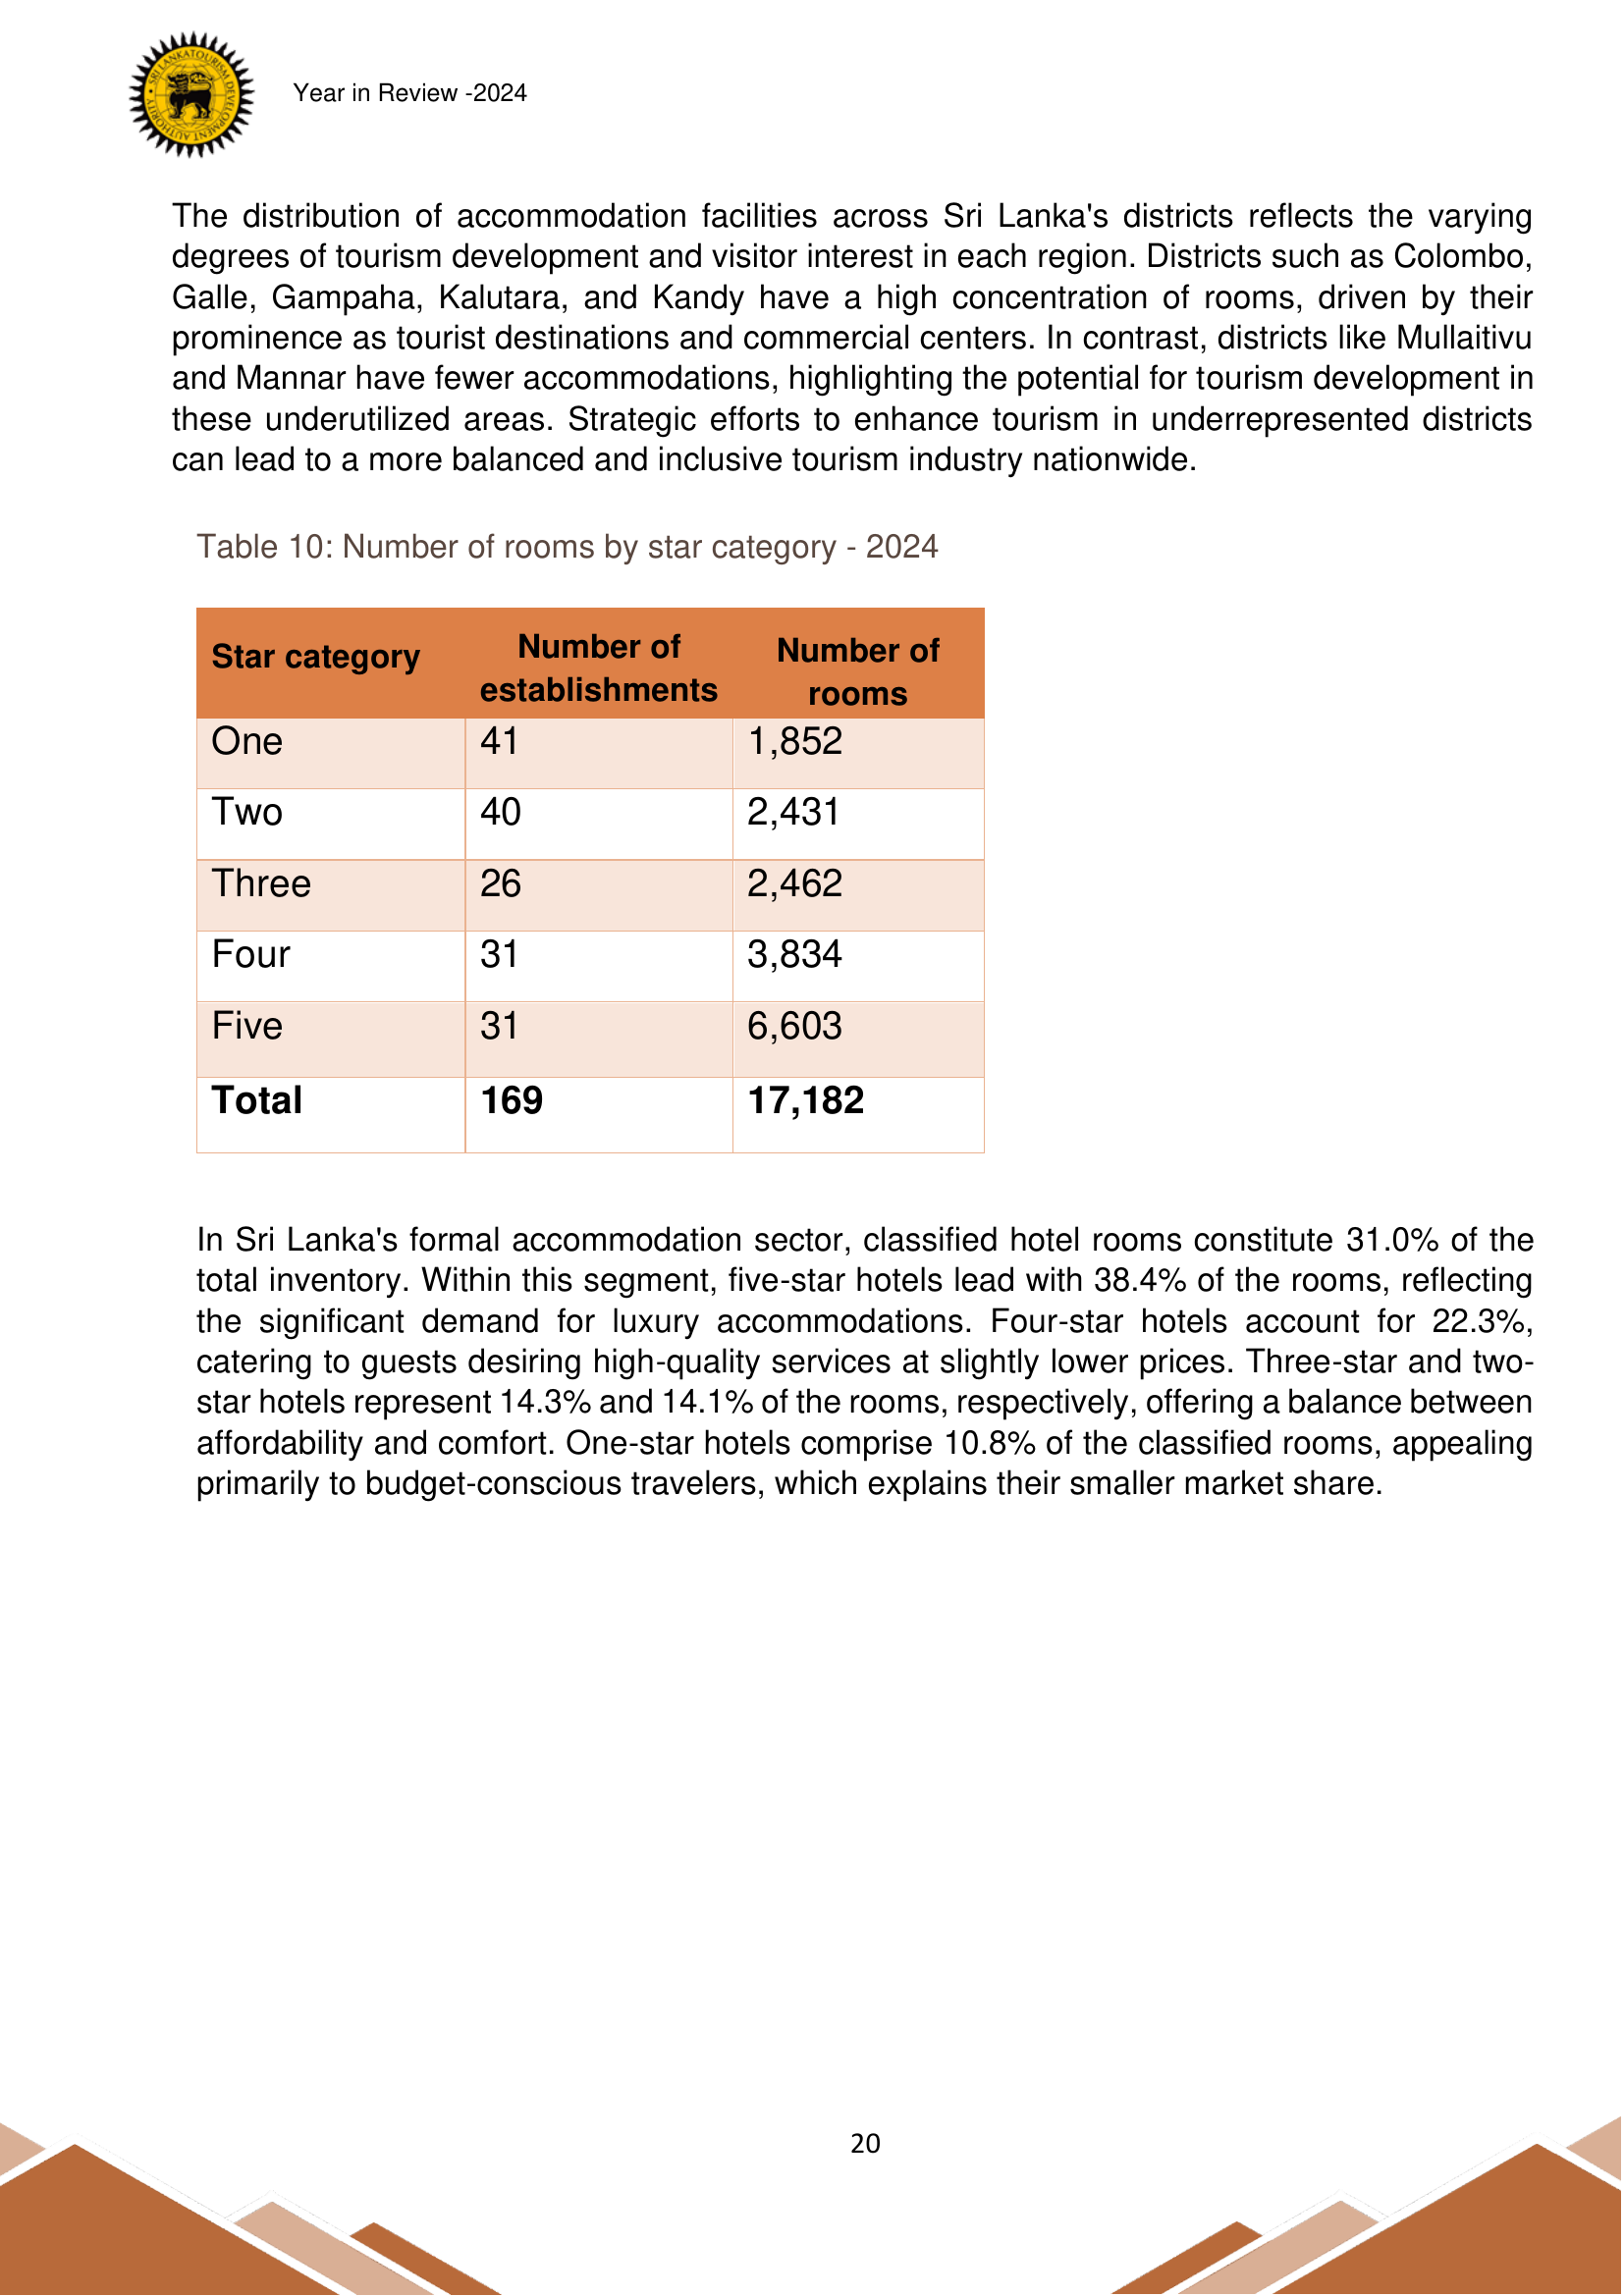 SRI LANKA TOURISM DEVELOPMENT AUTHORITY
Year in Review -2024
The distribution of accommodation facilities across Sri Lanka's districts reflects the varying
degrees of tourism development and visitor interest in each region. Districts such as Colombo,
Galle, Gampaha, Kalutara, and Kandy have a high concentration of rooms, driven by their
prominence as tourist destinations and commercial centers. In contrast, districts like Mullaitivu
and Mannar have fewer accommodations, highlighting the potential for tourism development in
these underutilized areas. Strategic efforts to enhance tourism in underrepresented districts
can lead to a more balanced and inclusive tourism industry nationwide.
Table 10: Number of rooms by star category - 2024
Star category Number of establishments Number of rooms
One 41 1,852
Two 40 2,431
Three 26 2,462
Four 31 3,834
Five 31 6,603
Total 169 17,182
In Sri Lanka's formal accommodation sector, classified hotel rooms constitute 31.0% of the
total inventory. Within this segment, five-star hotels lead with 38.4% of the rooms, reflecting
the significant demand for luxury accommodations. Four-star hotels account for 22.3%,
catering to guests desiring high-quality services at slightly lower prices. Three-star and two-
star hotels represent 14.3% and 14.1% of the rooms, respectively, offering a balance between
affordability and comfort. One-star hotels comprise 10.8% of the classified rooms, appealing
primarily to budget-conscious travelers, which explains their smaller market share.
20